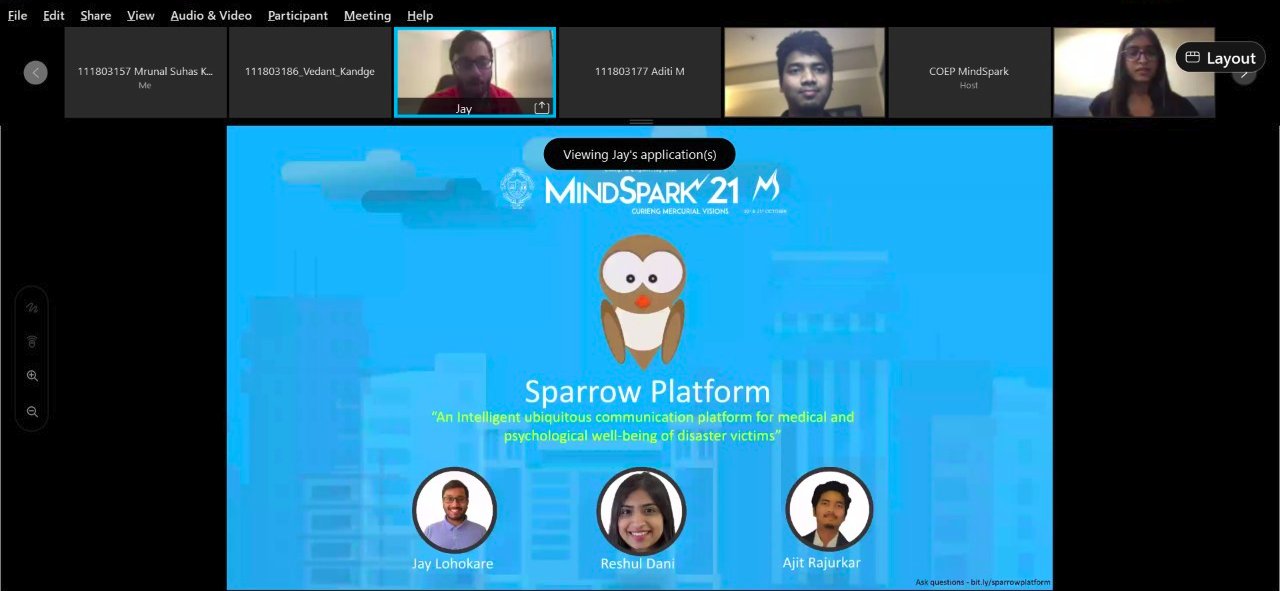 File Edit Share View Audio & Video Participant Meeting Help
111803157 Mrunal Suhas K...
Me
111803186_Vedant_Kandge
Jay
111803177 Aditi M
COEP MindSpark
Host
Layout
Viewing Jay's application(s)
MINDSPARK'21
CURIENG MERCURIAL VISIONS
Sparrow Platform
"An Intelligent ubiquitous communication platform for medical and
psychological well-being of disaster victims"
Jay Lohokare
Reshul Dani
Ajit Rajurkar
Ask questions - bit.ly/sparrowplatform